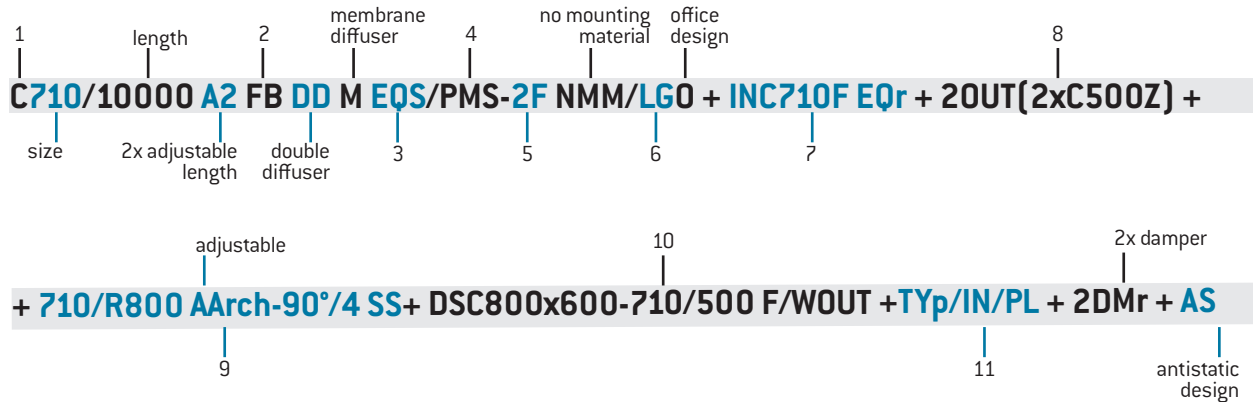 1 length 2 membrane diffuser 4 no mounting material office design 8
C710/10000 A2 FB DD M EQS/PMS-2F NMM/LGO + INC710F EQr + 2OUT(2xC500Z) +
size 2x adjustable length double diffuser 3 5 6 7
adjustable 10 2x damper
+ 710/R800 AArch-90°/4 SS+ DSC800x600-710/500 F/WOUT +TYp/IN/PL + 2DMr + AS
9 11 antistatic design